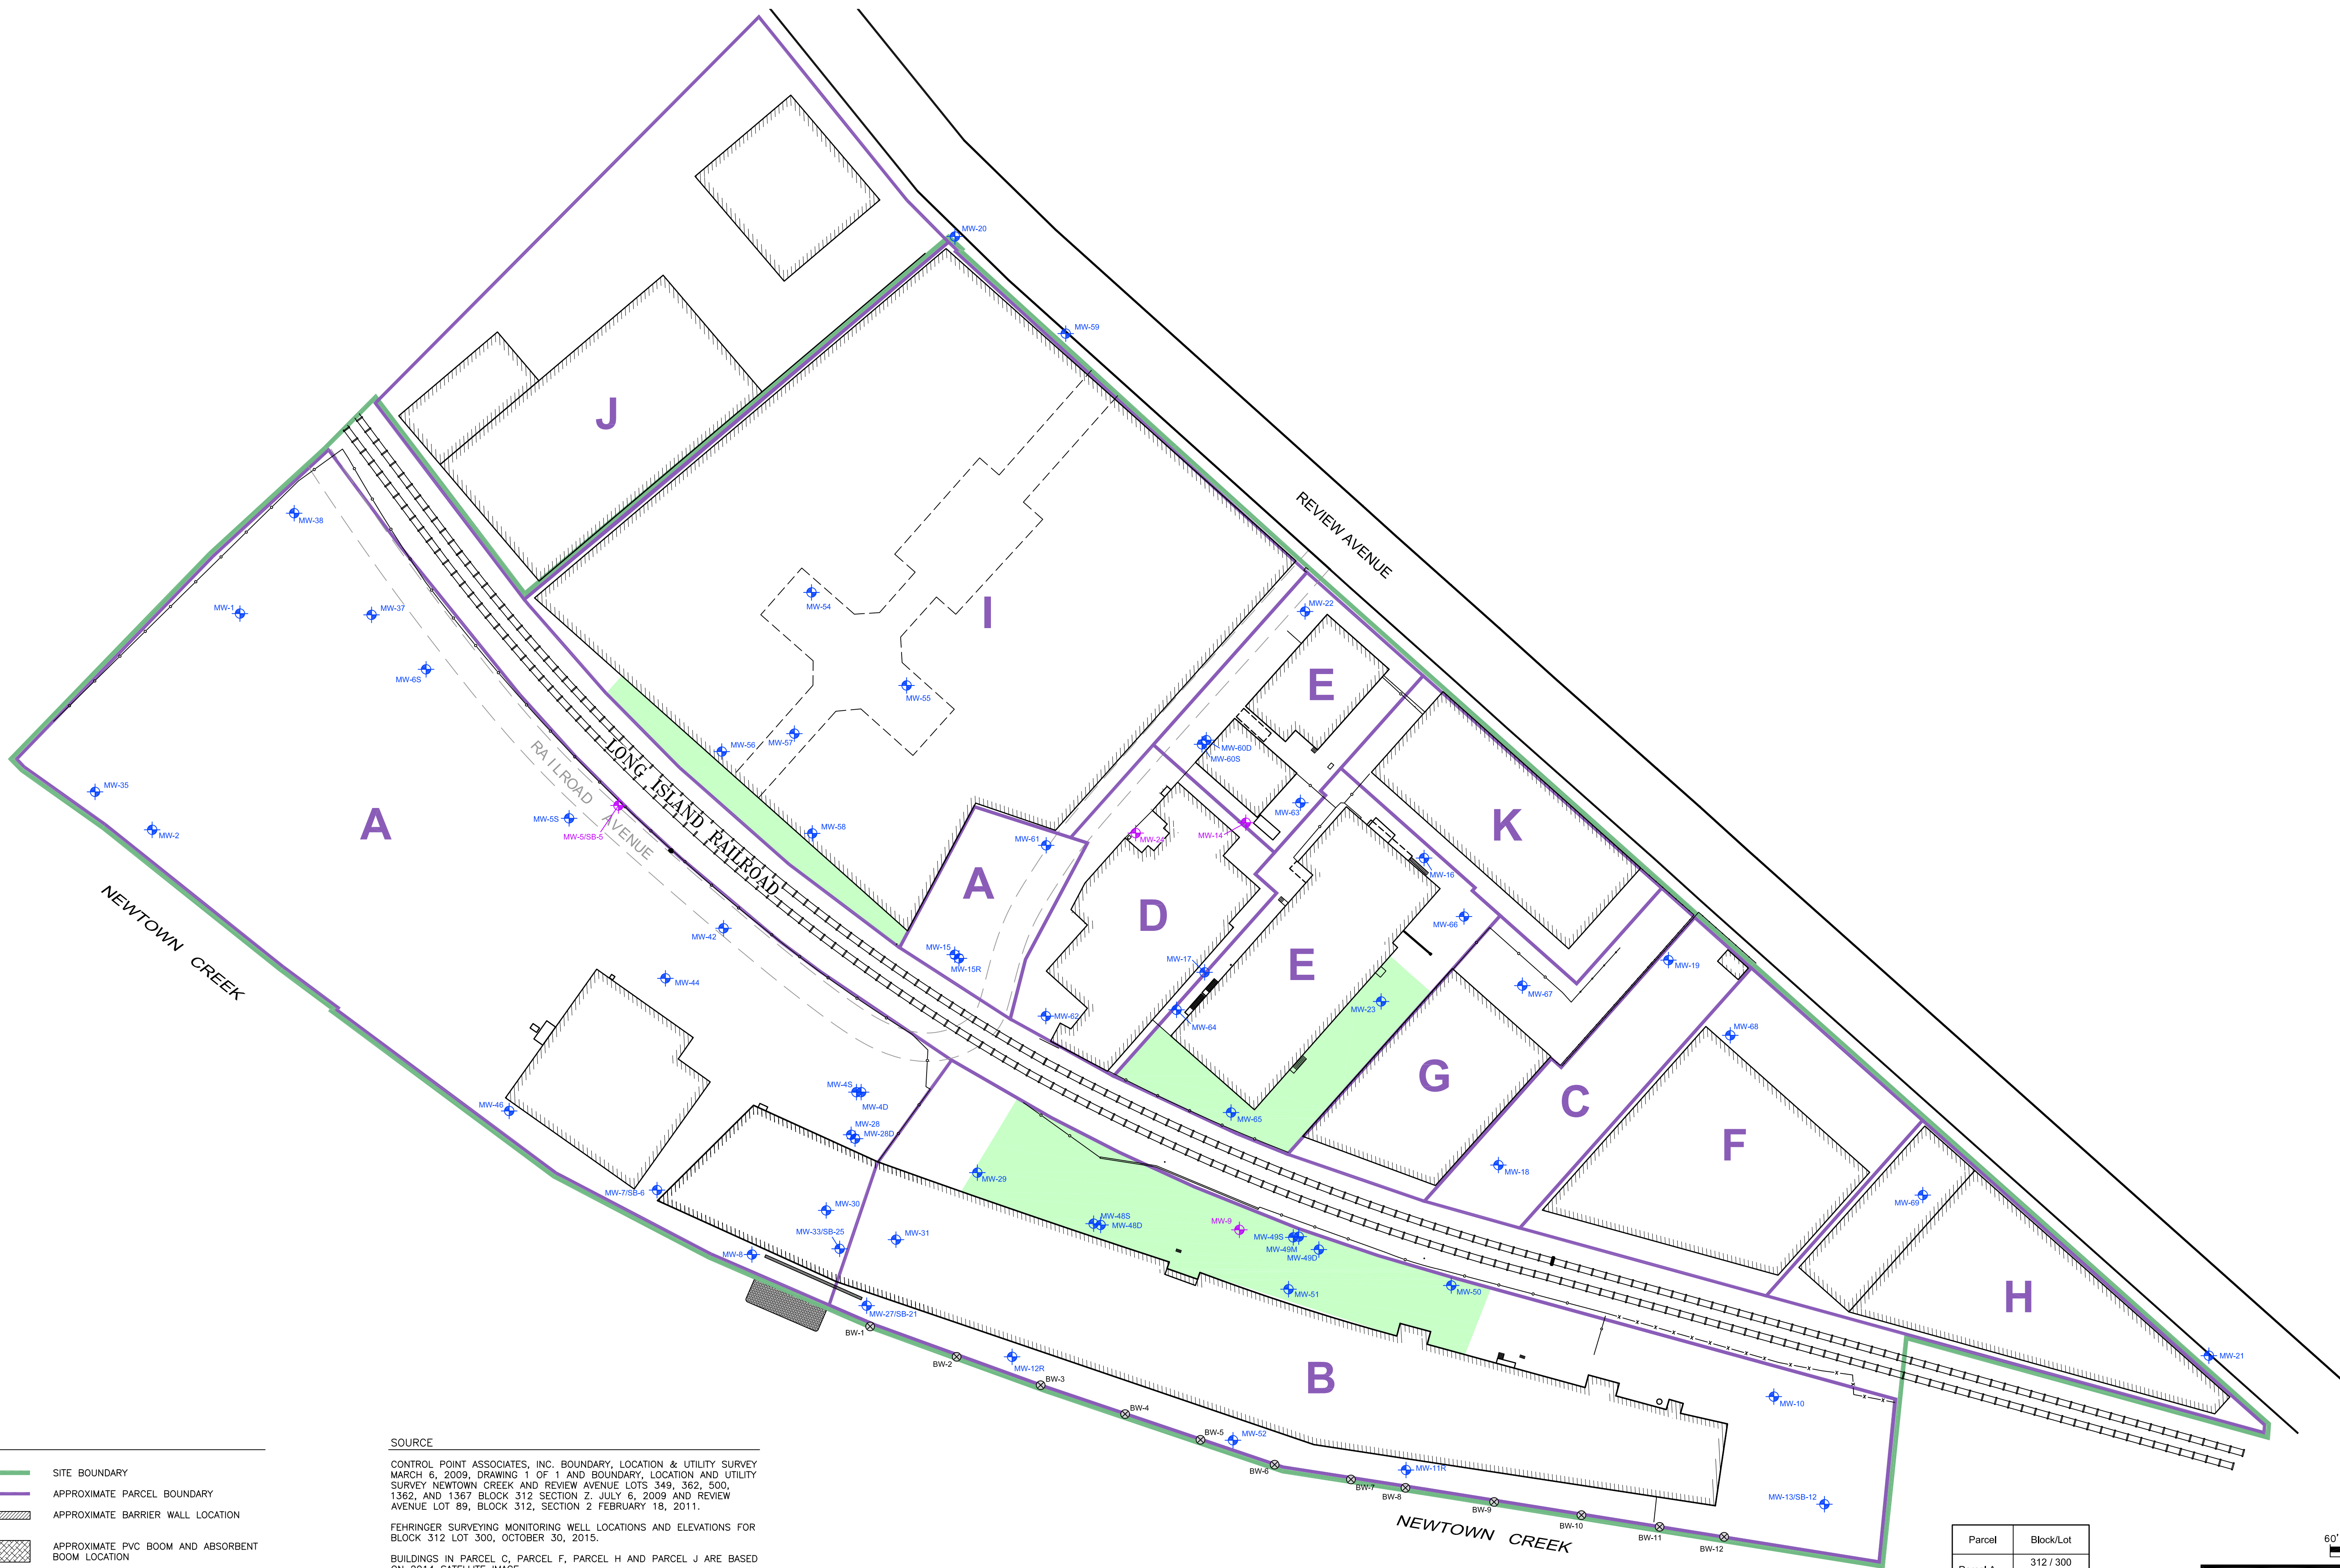 MW-20
MW-59
J
REVIEW AVENUE
MW-38
MW-1
MW-37
MW-6S
MW-54
I
MW-22
E
MW-55
MW-60D
MW-60S
MW-57
MW-56
MW-35
MW-2
A
MW-5S
MW-5/SB-5
RAILROAD AVENUE
LONG ISLAND RAILROAD
MW-58
MW-61
MW-24
MW-14
MW-63
K
MW-16
NEWTOWN CREEK
A
D
MW-66
MW-42
MW-15
MW-15R
MW-17
E
MW-19
MW-44
MW-67
MW-23
MW-62
MW-64
MW-68
MW-46
MW-4S
MW-4D
G
C
MW-65
F
MW-28
MW-28D
MW-29
MW-18
MW-7/SB-6
MW-30
MW-69
MW-33/SB-25
MW-31
MW-48S
MW-48D
MW-9
MW-49S
MW-49M
MW-49D
MW-8
MW-51
MW-50
H
MW-27/SB-21
BW-1
BW-2
MW-12R
BW-3
B
MW-21
MW-10
BW-4
BW-5
MW-52
BW-6
MW-11R
BW-7
BW-8
BW-9
BW-10
BW-11
BW-12
MW-13/SB-12
NEWTOWN CREEK
SITE BOUNDARY
APPROXIMATE PARCEL BOUNDARY
APPROXIMATE BARRIER WALL LOCATION
APPROXIMATE PVC BOOM AND ABSORBENT
BOOM LOCATION
SOURCE
CONTROL POINT ASSOCIATES, INC. BOUNDARY, LOCATION & UTILITY SURVEY
MARCH 6, 2009, DRAWING 1 OF 1 AND BOUNDARY, LOCATION AND UTILITY
SURVEY NEWTOWN CREEK AND REVIEW AVENUE LOTS 349, 362, 500,
1362, AND 1367 BLOCK 312 SECTION Z. JULY 6, 2009 AND REVIEW
AVENUE LOT 89, BLOCK 312, SECTION 2 FEBRUARY 18, 2011.
FEHRINGER SURVEYING MONITORING WELL LOCATIONS AND ELEVATIONS FOR
BLOCK 312 LOT 300, OCTOBER 30, 2015.
BUILDINGS IN PARCEL C, PARCEL F, PARCEL H AND PARCEL J ARE BASED
Parcel Block/Lot
312 / 300
60'